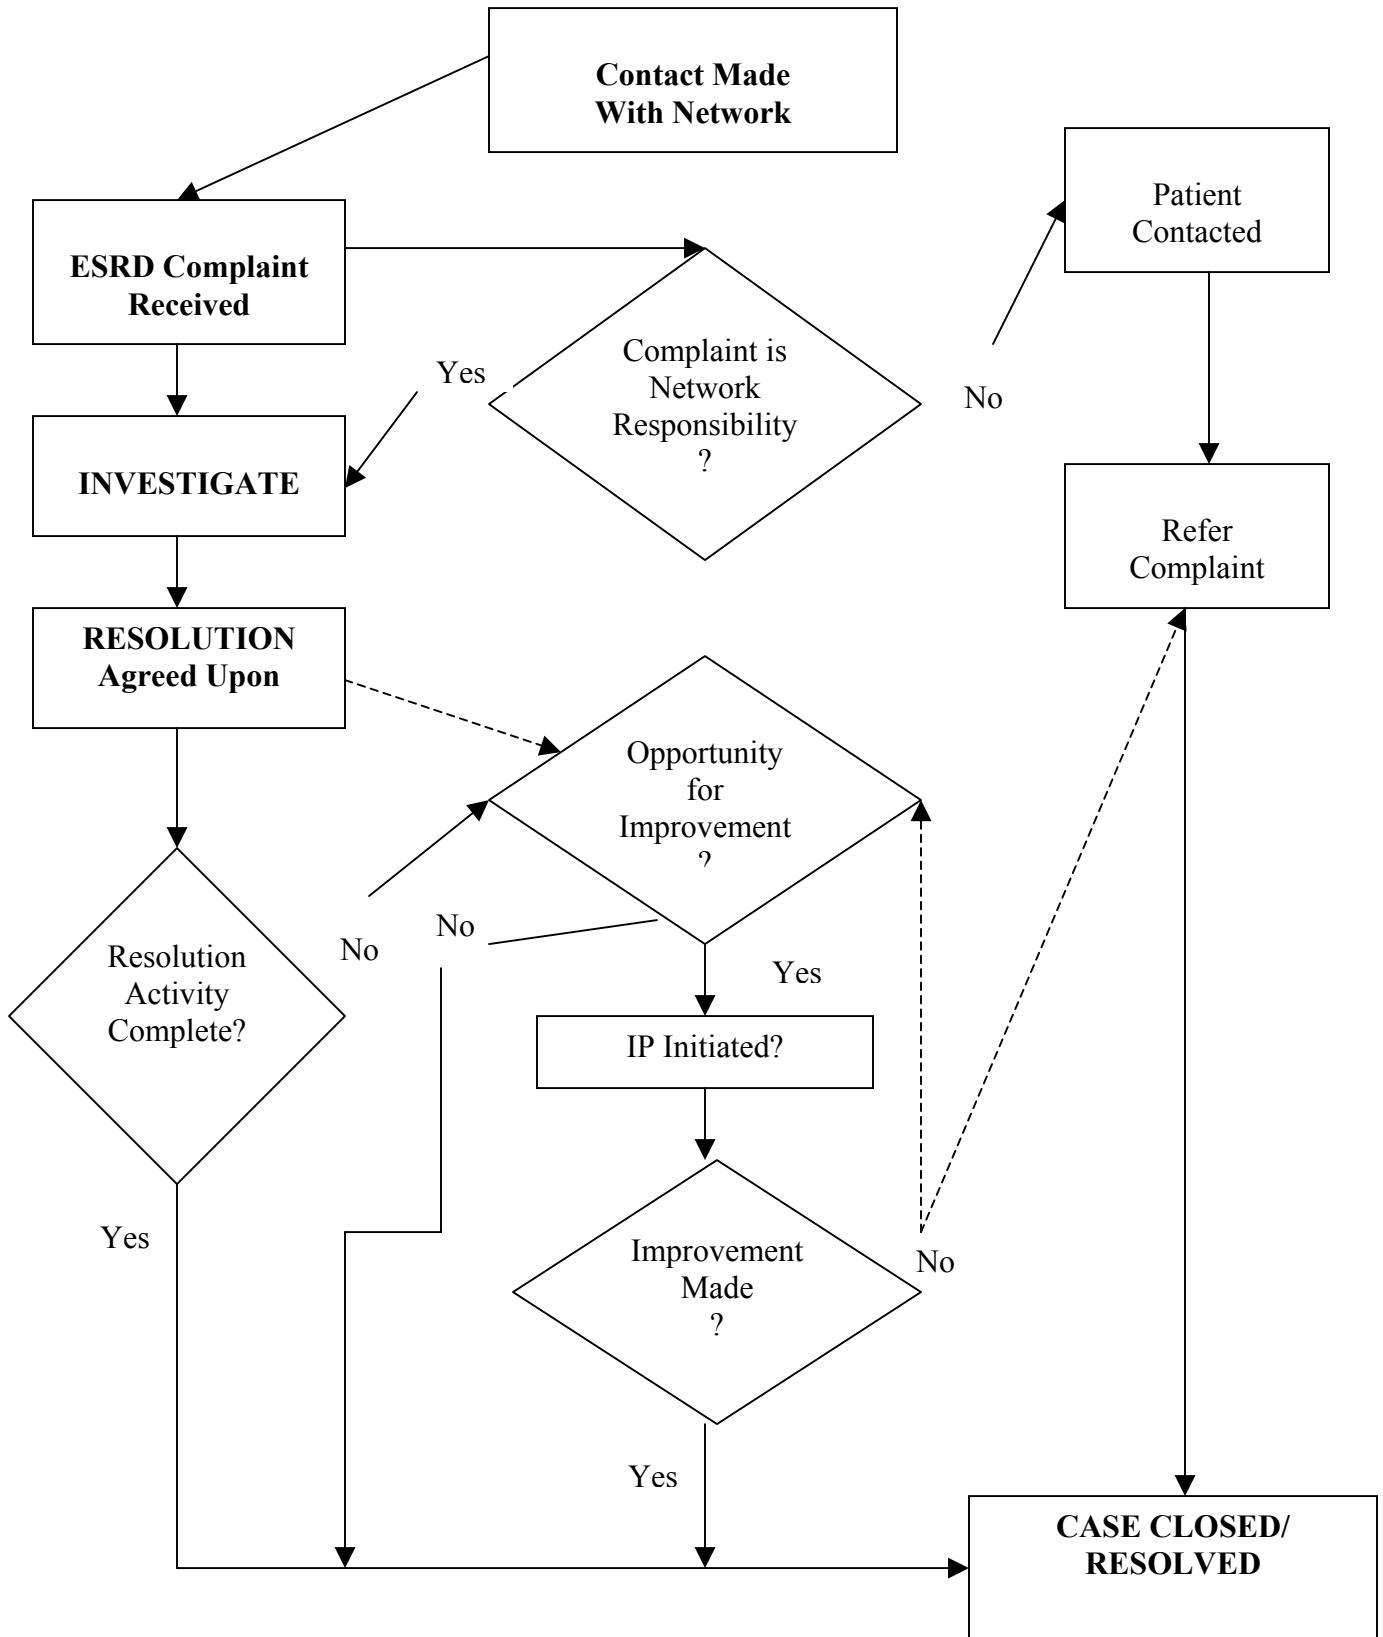 Contact Made
With Network
Patient
Contacted
ESRD Complaint
Received
Complaint is
Network
Responsibility
?
Yes
No
INVESTIGATE
Refer
Complaint
RESOLUTION
Agreed Upon
Opportunity
for
Improvement
?
No
No
Resolution
Activity
Complete?
Yes
IP Initiated?
Yes
Improvement
Made
?
No
Yes
CASE CLOSED/
RESOLVED